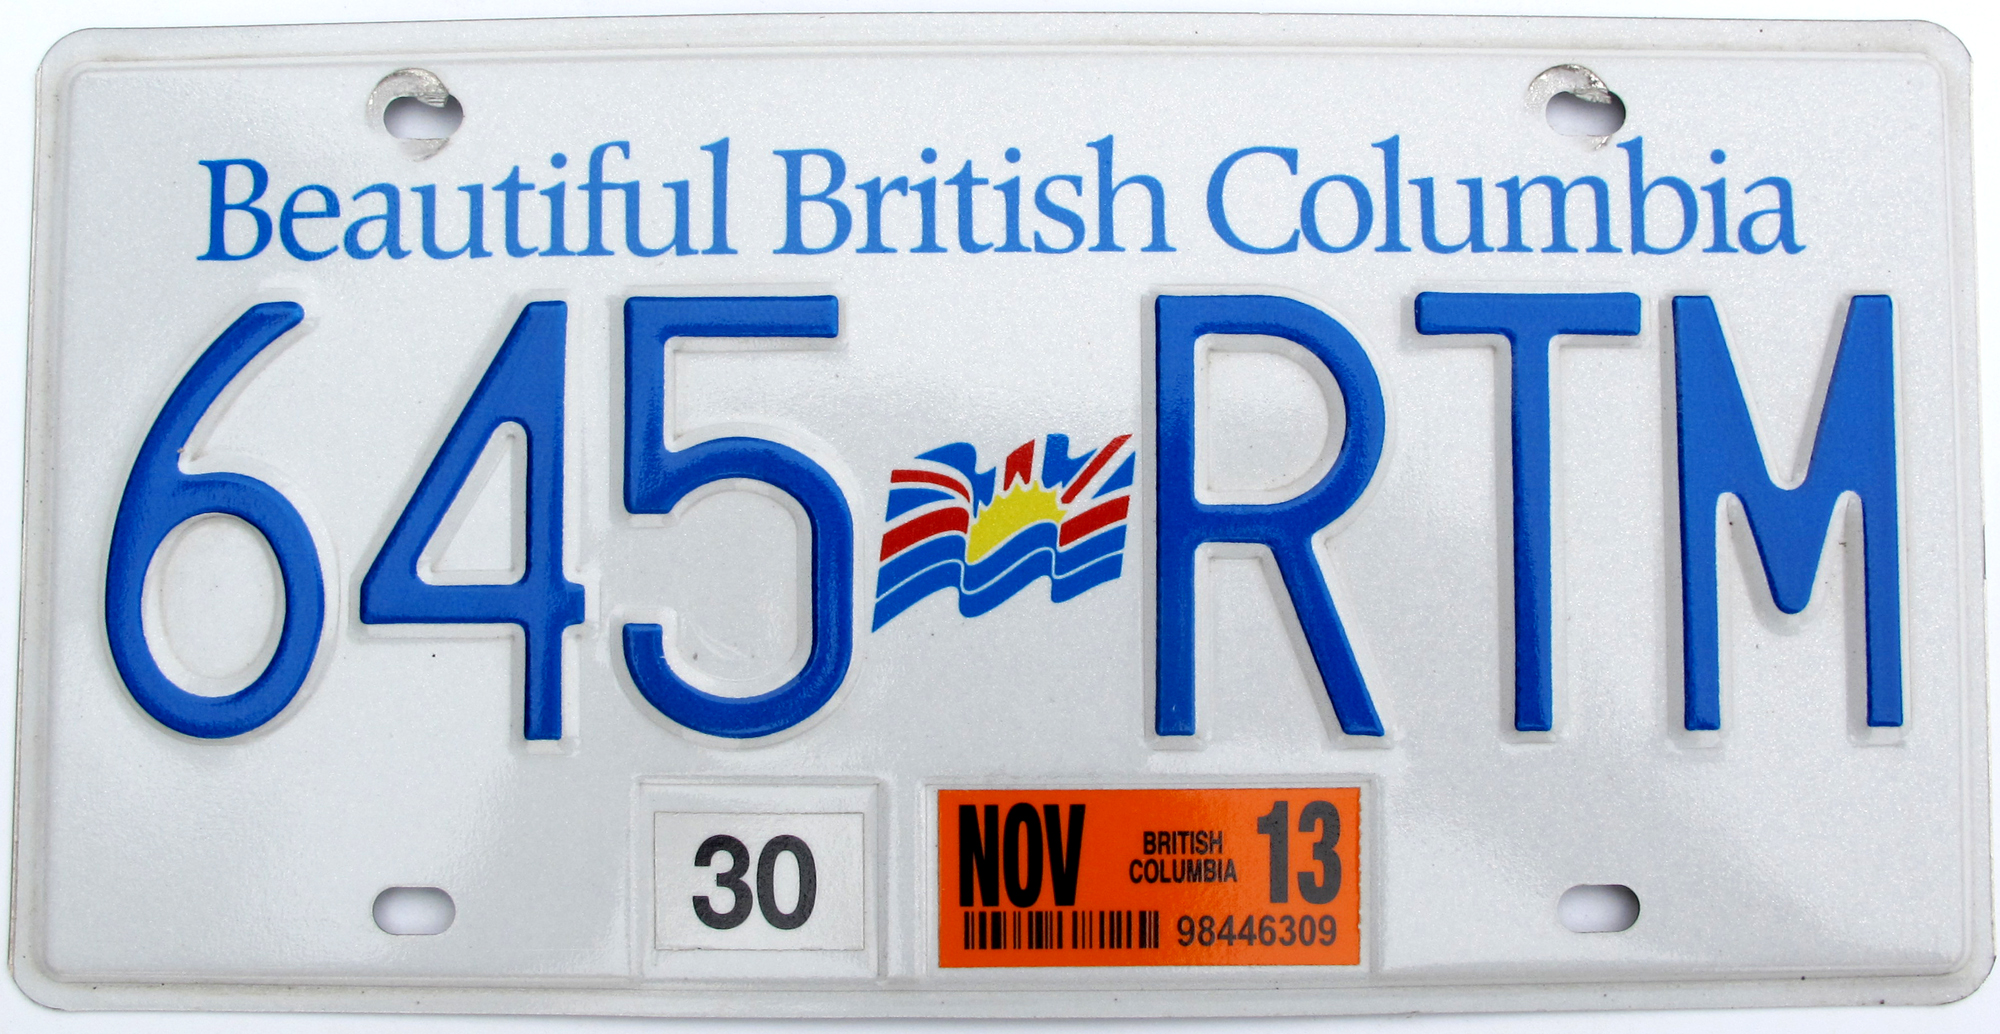 Beautiful British Columbia
645 RTM
30
NOV BRITISH COLUMBIA 13
98446309